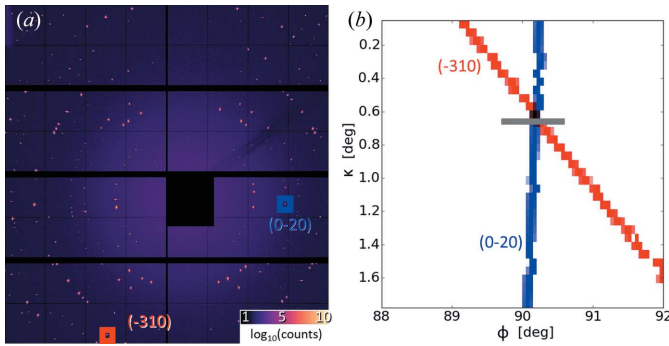 (a)
(0-20)
(-310)
1 5 10
log10(counts)
(b)
0.2
0.4
0.6
0.8
1.0
1.2
1.4
1.6
κ [deg]
(-310)
(0-20)
88 89 90 91 92
ϕ [deg]